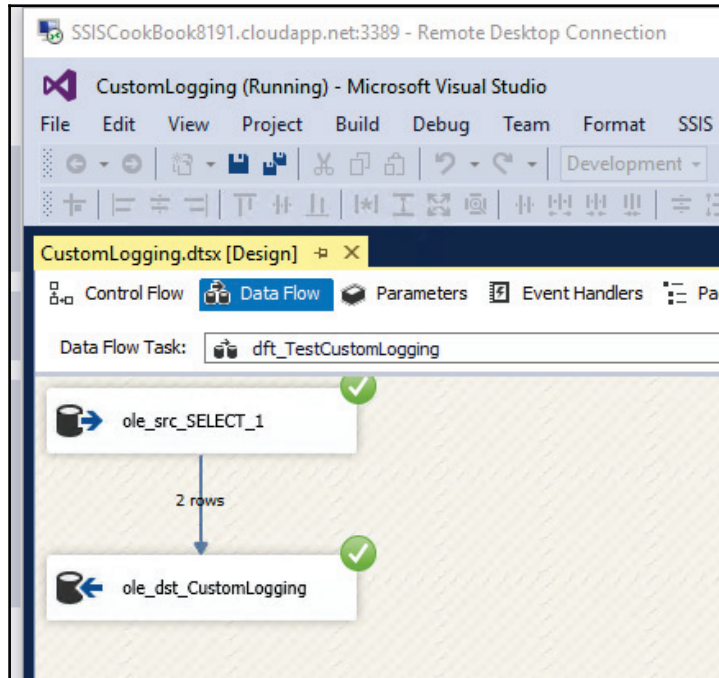 SSISCookBook8191.cloudapp.net:3389 - Remote Desktop Connection
CustomLogging (Running) - Microsoft Visual Studio
File Edit View Project Build Debug Team Format SSIS
Development
CustomLogging.dtsx [Design]
Control Flow Data Flow Parameters Event Handlers Pa
Data Flow Task: dft_TestCustomLogging
ole_src_SELECT_1
2 rows
ole_dst_CustomLogging